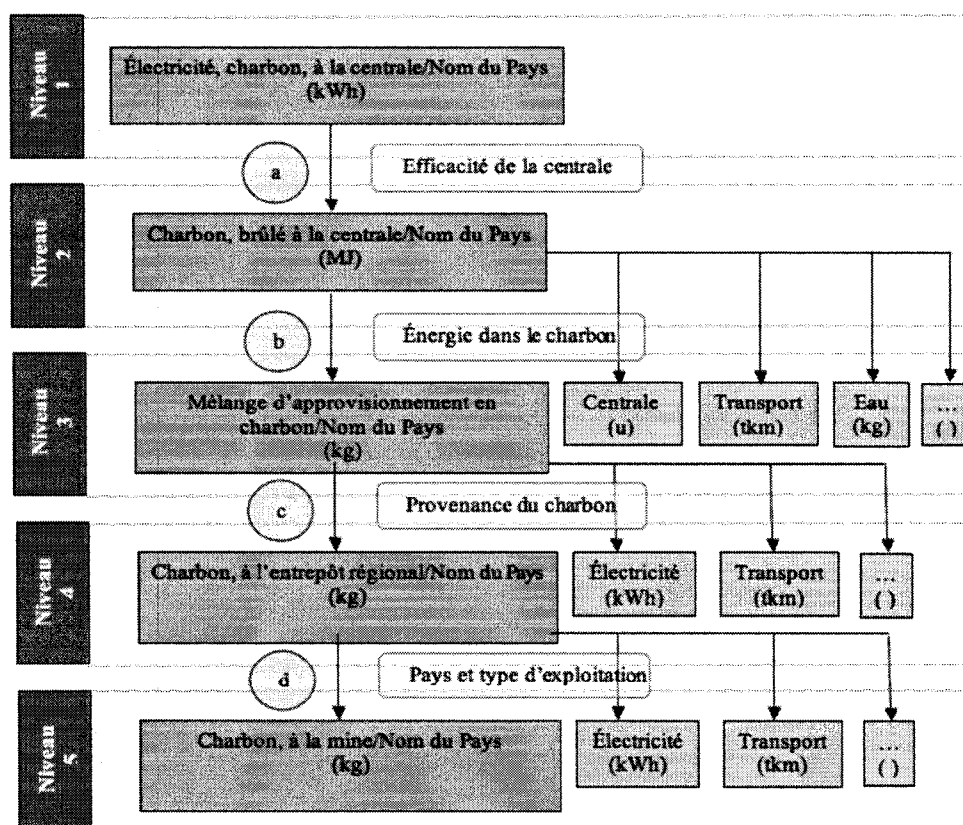 Niveau
1
Électricité, charbon, à la centrale/Nom du Pays
(kWh)
a
Efficacité de la centrale
Niveau
2
Charbon, brûlé à la centrale/Nom du Pays
(MJ)
b
Énergie dans le charbon
Niveau
3
Mélange d'approvisionnement en
charbon/Nom du Pays
(kg)
Centrale
(u)
Transport
(tkm)
Eau
(kg)
...
( )
c
Provenance du charbon
Niveau
4
Charbon, à l'entrepôt régional/Nom du Pays
(kg)
Électricité
(kWh)
Transport
(tkm)
...
( )
d
Pays et type d'exploitation
Niveau
5
Charbon, à la mine/Nom du Pays
(kg)
Électricité
(kWh)
Transport
(tkm)
...
( )